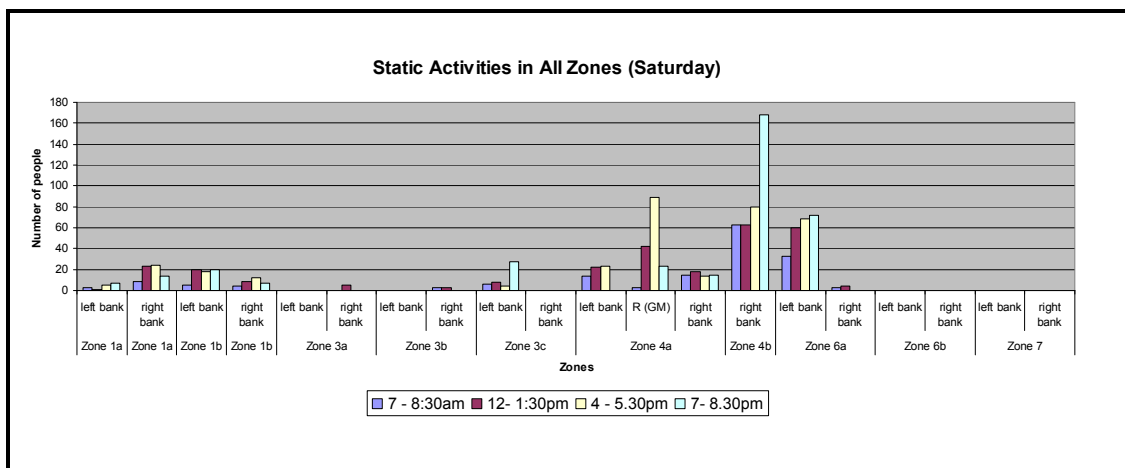 Static Activities in All Zones (Saturday)
180
160
140
120
100
80
60
40
20
0
Number of people
left bank right bank left bank right bank left bank right bank left bank right bank left bank right bank left bank R (GM) right bank right bank left bank right bank left bank right bank left bank right bank
Zone 1a Zone 1a Zone 1b Zone 1b Zone 3a Zone 3b Zone 3c Zone 4a Zone 4b Zone 6a Zone 6b Zone 7
Zones
7 - 8:30am 12- 1:30pm 4 - 5.30pm 7- 8.30pm